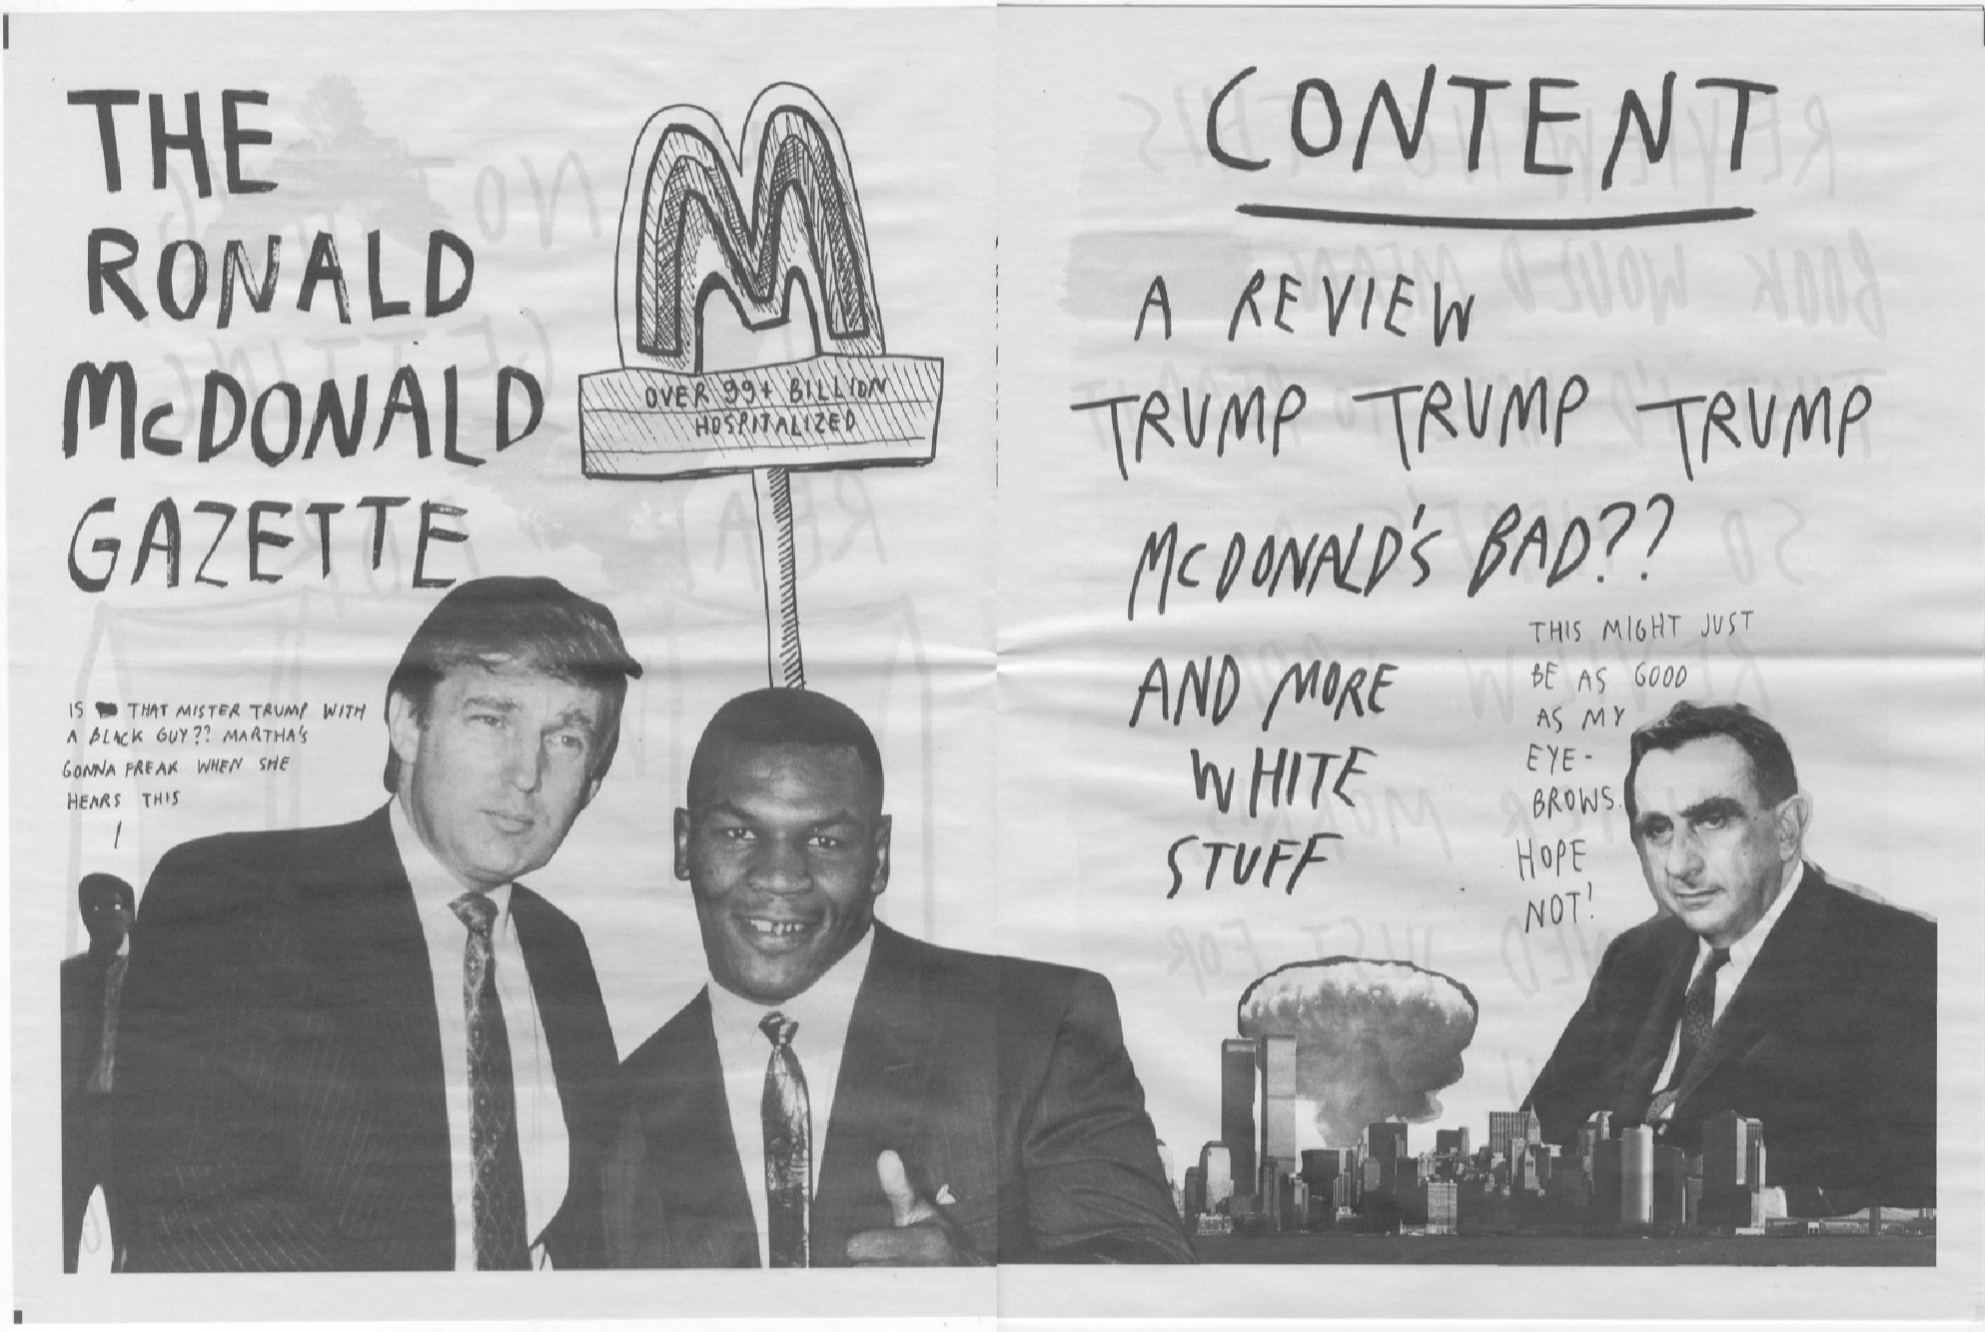 THE
RONALD
McDONALD
GAZETTE
OVER 99+ BILLION
HOSPITALIZED
IS THAT MISTER TRUMP WITH
A BLACK GUY?? MARTHA'S
GONNA FREAK WHEN SHE
HEARS THIS
CONTENT
A REVIEW
TRUMP TRUMP TRUMP
McDONALD'S BAD??
AND MORE
WHITE
STUFF
THIS MIGHT JUST
BE AS GOOD
AS MY
EYE-
BROWS.
HOPE
NOT!